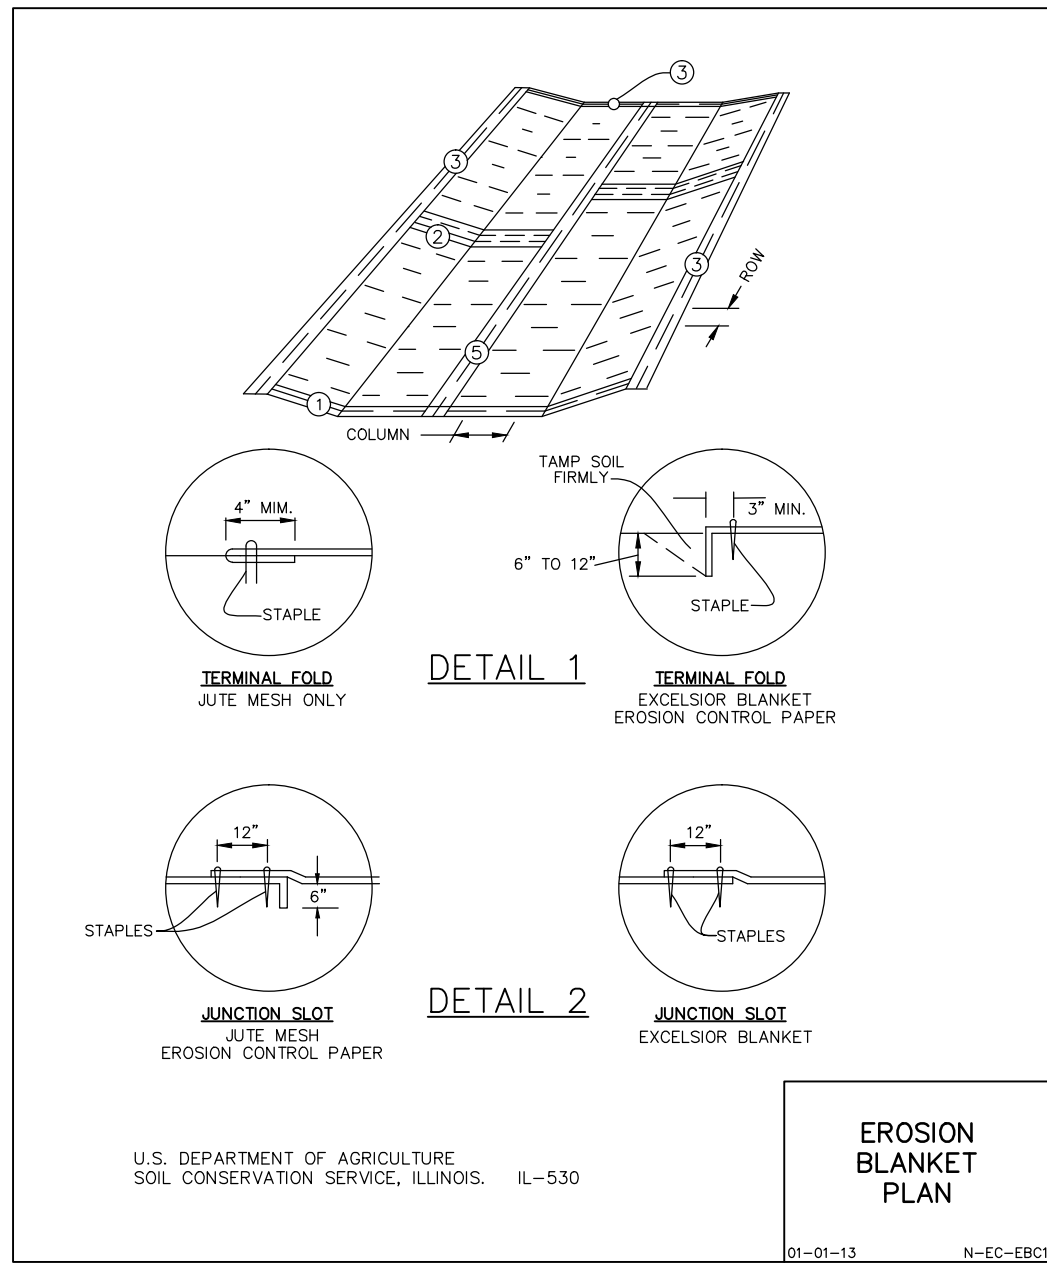 3
3
2
3
ROW
5
1
COLUMN
4" MIM.
STAPLE
TERMINAL FOLD
JUTE MESH ONLY
DETAIL 1
TAMP SOIL
FIRMLY
3" MIN.
6" TO 12"
STAPLE
TERMINAL FOLD
EXCELSIOR BLANKET
EROSION CONTROL PAPER
12"
6"
STAPLES
JUNCTION SLOT
JUTE MESH
EROSION CONTROL PAPER
DETAIL 2
12"
STAPLES
JUNCTION SLOT
EXCELSIOR BLANKET
U.S. DEPARTMENT OF AGRICULTURE
SOIL CONSERVATION SERVICE, ILLINOIS. IL-530
EROSION
BLANKET
PLAN
01-01-13 N-EC-EBC1